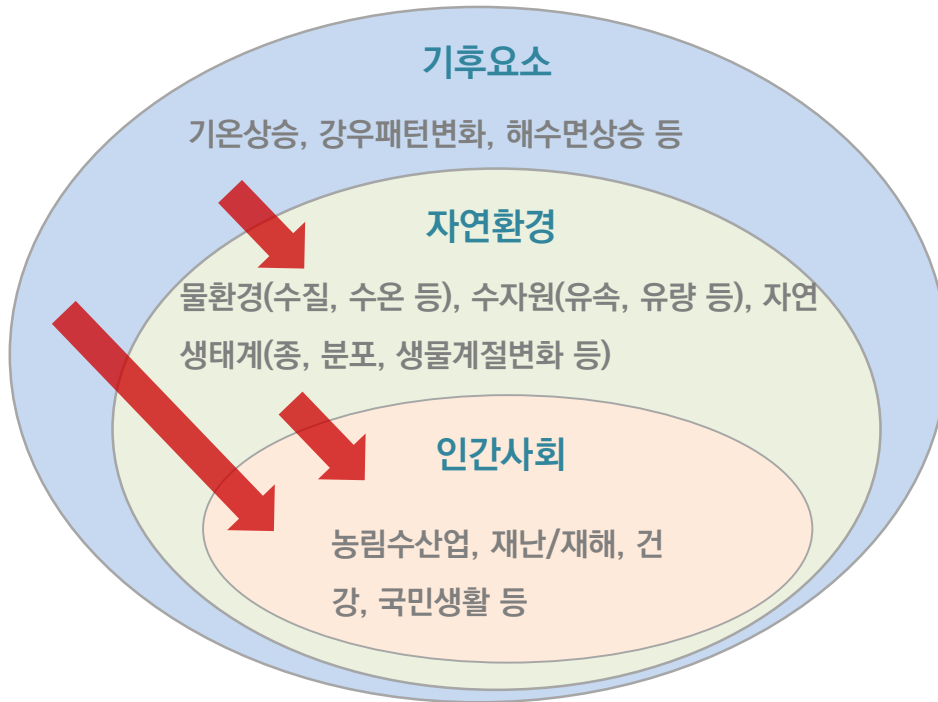 기후요소
기온상승, 강우패턴변화, 해수면상승 등
자연환경
물환경(수질, 수온 등), 수자원(유속, 유량 등), 자연
생태계(종, 분포, 생물계절변화 등)
인간사회
농림수산업, 재난/재해, 건
강, 국민생활 등